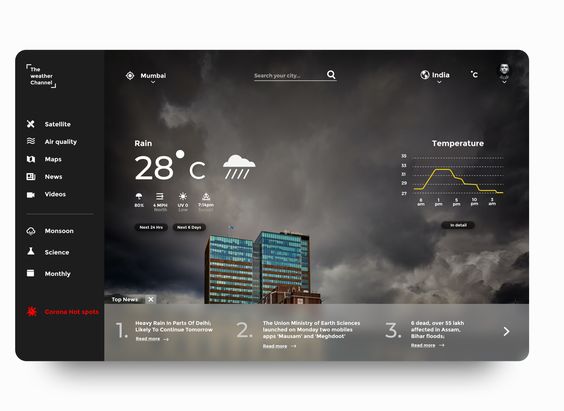 The
weather
Channel
Mumbai
Search your city...
India
°C
Satellite
Air quality
Maps
News
Videos
Monsoon
Science
Monthly
Corona Hot spots
Rain
28°C
80%
4 MPH
North
UV 0
Low
7:14pm
Sunset
Next 24 Hrs
Next 6 Days
Temperature
35
33
31
29
27
8
am
1
pm
5
pm
10
pm
3
am
In detail
Top News
1.
Heavy Rain In Parts Of Delhi;
Likely To Continue Tomorrow
Read more
2.
The Union Ministry of Earth Sciences
launched on Monday two mobiles
apps 'Mausam' and 'Meghdoot'
Read more
3.
6 dead, over 55 lakh
affected in Assam,
Bihar floods;
Read more